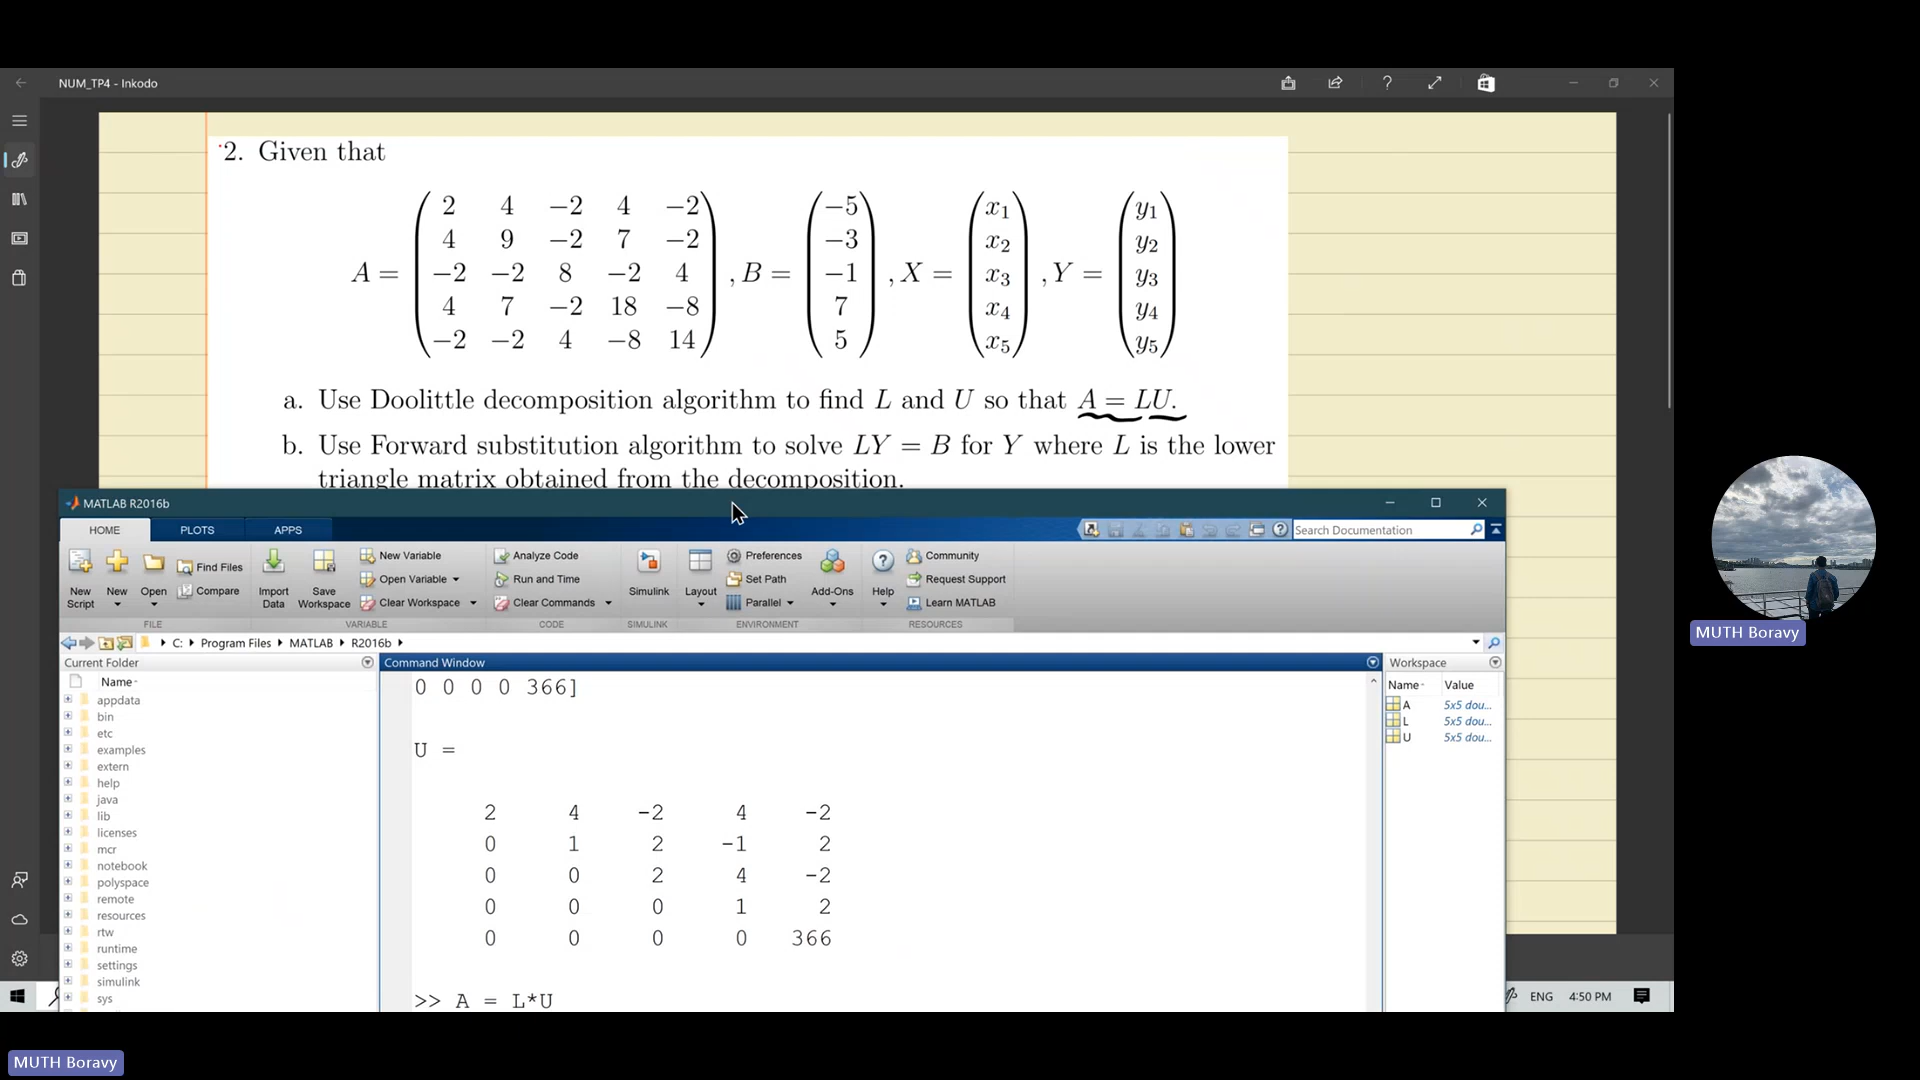 NUM_TP4 - Inkodo
2. Given that
A = ( 2 4 −2 4 −2
4 9 −2 7 −2
−2 −2 8 −2 4
4 7 −2 18 −8
−2 −2 4 −8 14 ) , B = ( −5
−3
−1
7
5 ) , X = ( x1
x2
x3
x4
x5 ) , Y = ( y1
y2
y3
y4
y5 )
a. Use Doolittle decomposition algorithm to find L and U so that A = LU.
b. Use Forward substitution algorithm to solve LY = B for Y where L is the lower
triangle matrix obtained from the decomposition.
MATLAB R2016b
HOME PLOTS APPS
Search Documentation
New Script
New
Open
Find Files
Compare
Import Data
Save Workspace
New Variable
Open Variable
Clear Workspace
Analyze Code
Run and Time
Clear Commands
Simulink
Layout
Preferences
Set Path
Parallel
Add-Ons
Help
Community
Request Support
Learn MATLAB
FILE VARIABLE CODE SIMULINK ENVIRONMENT RESOURCES
C: Program Files MATLAB R2016b
Current Folder
Name
appdata
bin
etc
examples
extern
help
java
lib
licenses
mcr
notebook
polyspace
remote
resources
rtw
runtime
settings
simulink
sys
Command Window
0 0 0 0 366]
U =
2 4 -2 4 -2
0 1 2 -1 2
0 0 2 4 -2
0 0 0 1 2
0 0 0 0 366
>> A = L*U
Workspace
Name Value
A 5x5 dou...
L 5x5 dou...
U 5x5 dou...
ENG 4:50 PM
MUTH Boravy
MUTH Boravy